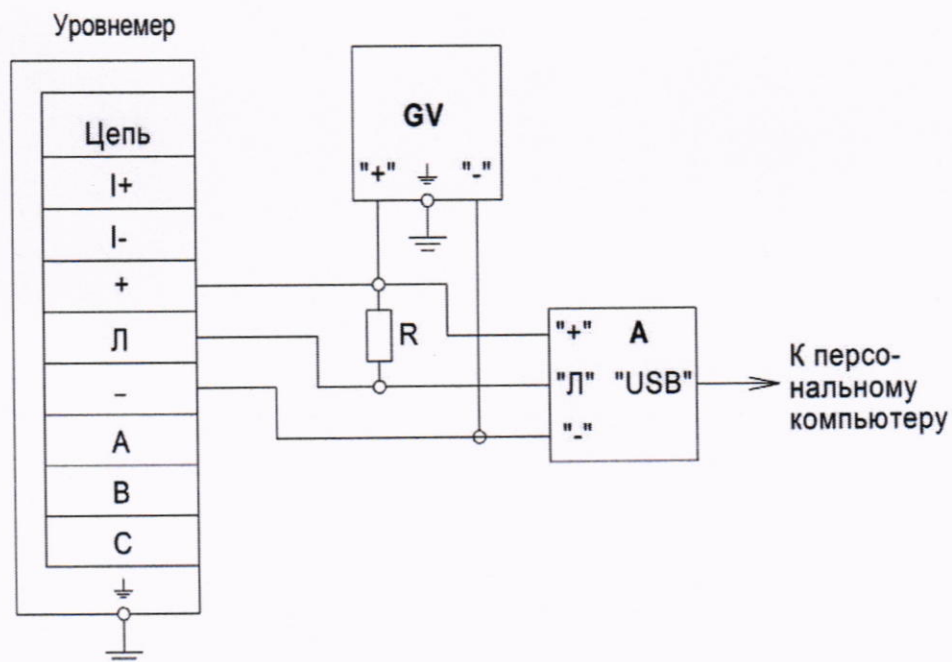 Уровнемер
Цепь
I+
I-
+
Л
–
А
В
С
GV
"+" "-"
R
"+" А
"Л" "USB"
"-"
К персо-
нальному
компьютеру